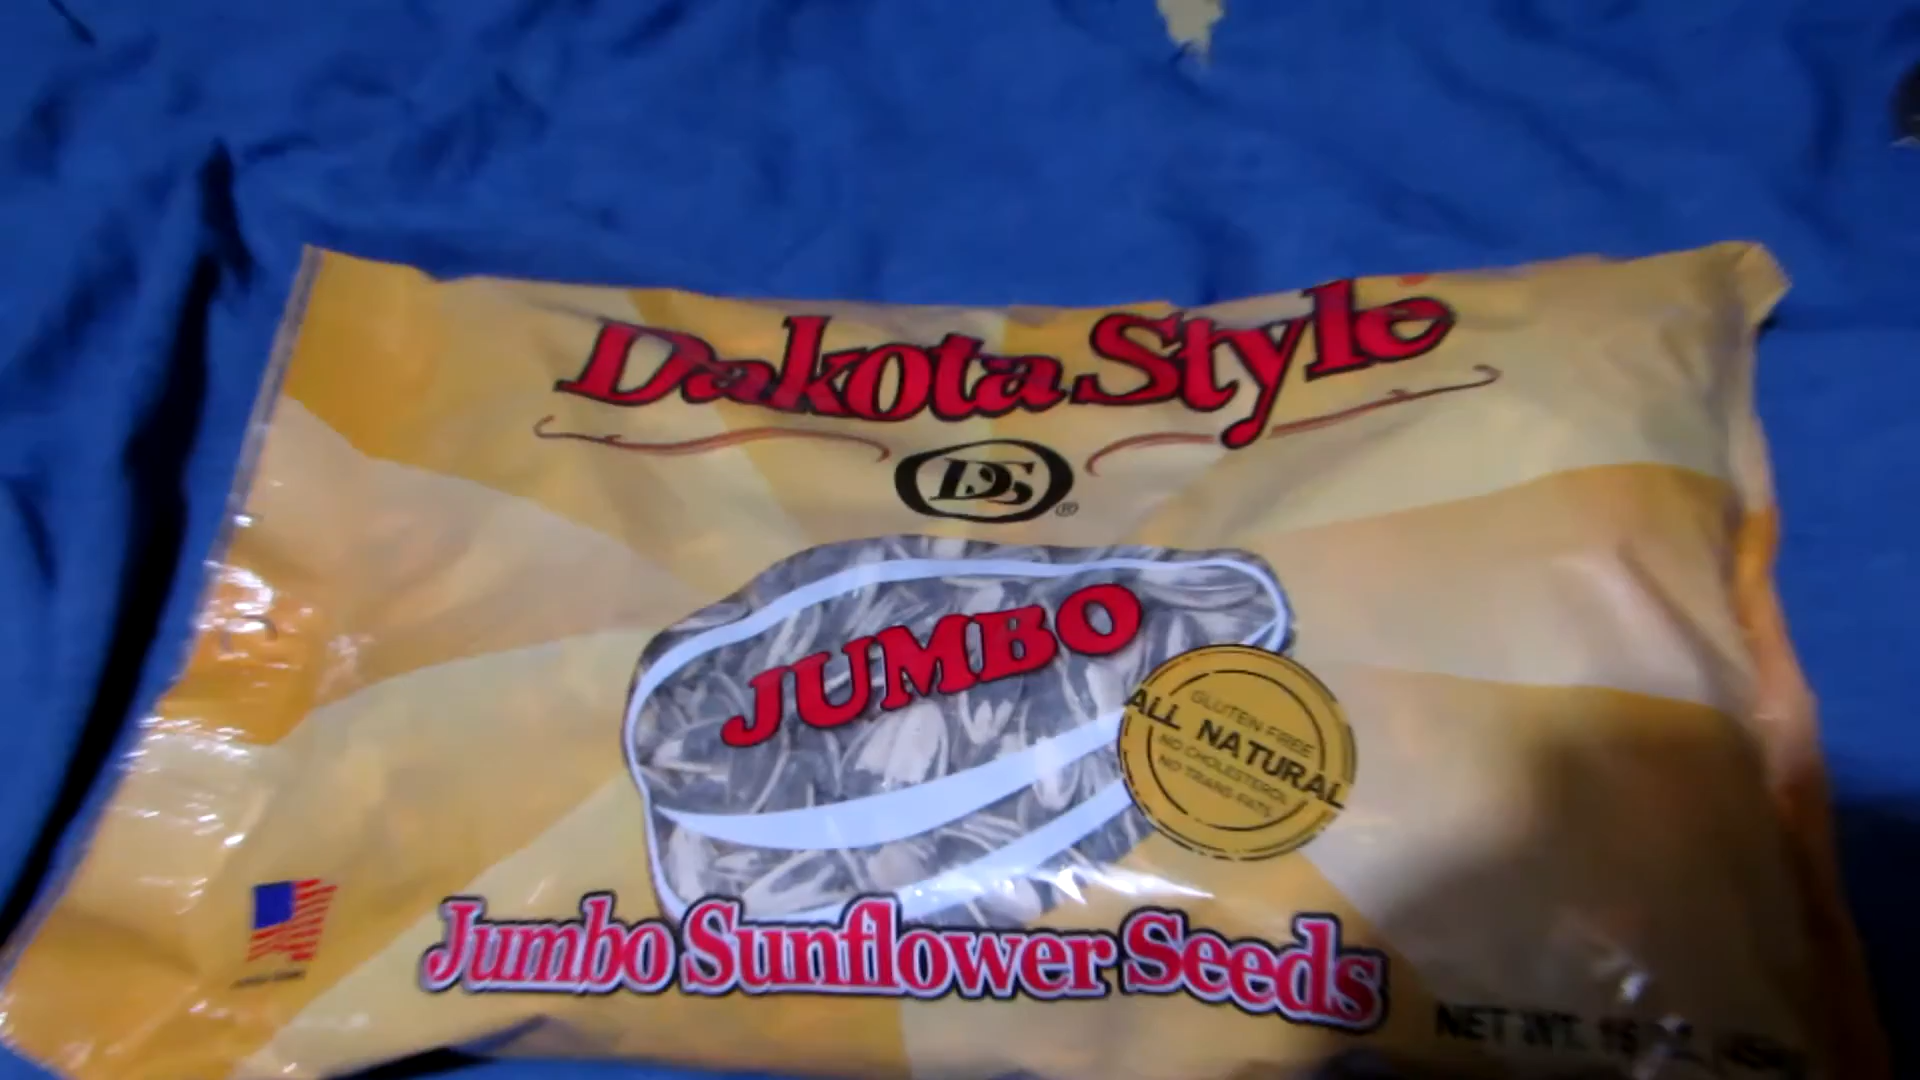 Dakota Style
DS
®
JUMBO
GLUTEN FREE
ALL NATURAL
NO CHOLESTEROL
NO TRANS FATS
Jumbo Sunflower Seeds
NET WT.